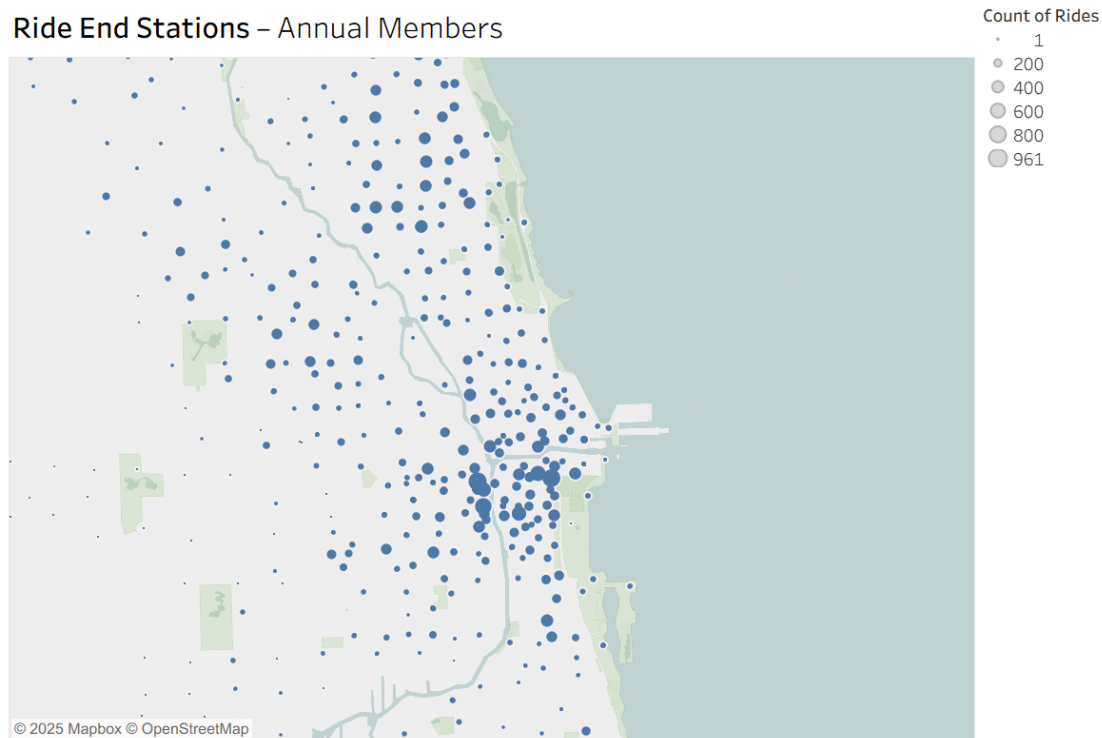 Ride End Stations – Annual Members
Count of Rides
1
200
400
600
800
961
© 2025 Mapbox © OpenStreetMap